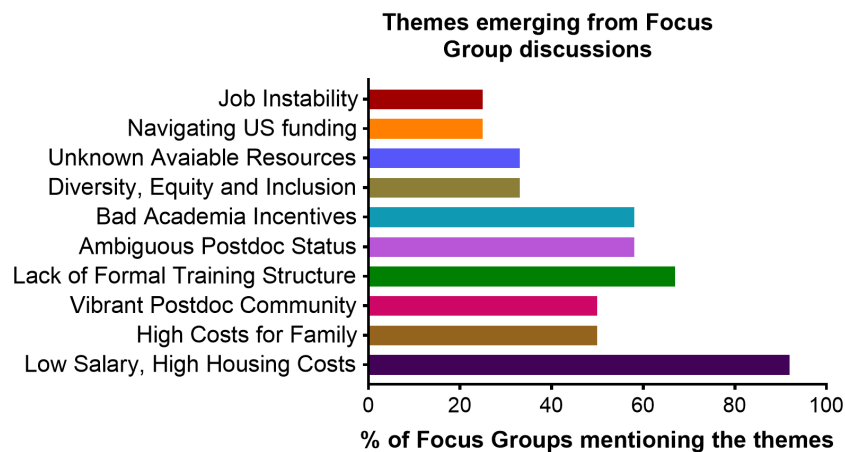 Themes emerging from Focus
Group discussions
Job Instability
Navigating US funding
Unknown Avaiable Resources
Diversity, Equity and Inclusion
Bad Academia Incentives
Ambiguous Postdoc Status
Lack of Formal Training Structure
Vibrant Postdoc Community
High Costs for Family
Low Salary, High Housing Costs
0 20 40 60 80 100
% of Focus Groups mentioning the themes